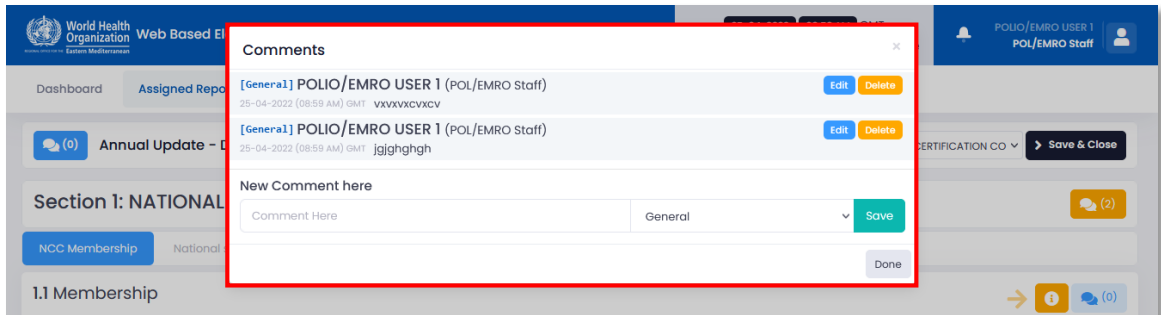 World Health
Organization
Eastern Mediterranean
Web Based El
POLIO/EMRO USER 1
POL/EMRO Staff
Comments
×
Dashboard
Assigned Repo
[General] POLIO/EMRO USER 1 (POL/EMRO Staff)
Edit Delete
25-04-2022 (08:59 AM) GMT vxvxvxcvxcv
[General] POLIO/EMRO USER 1 (POL/EMRO Staff)
Edit Delete
25-04-2022 (08:59 AM) GMT jgjghghgh
(0) Annual Update - D
CERTIFICATION CO
Save & Close
New Comment here
Section 1: NATIONAL
(2)
Comment Here
General
Save
NCC Membership
National
Done
1.1 Membership
(0)